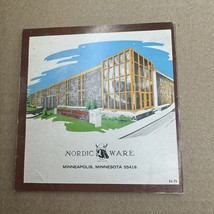 NORDIC WARE
MINNEAPOLIS, MINNESOTA 55416